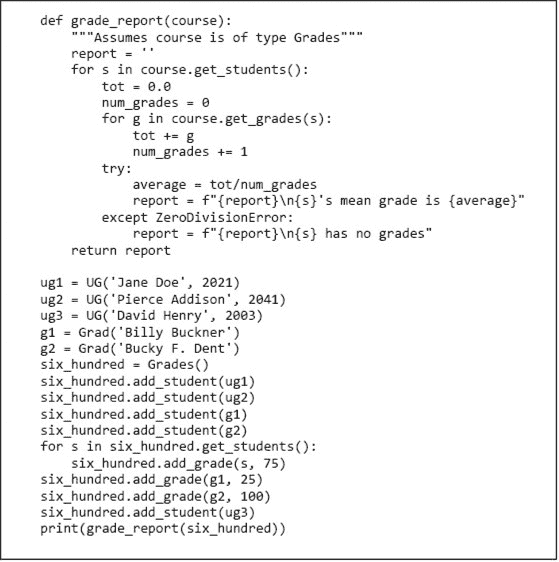 def grade_report(course):
    """Assumes course is of type Grades"""
    report = ''
    for s in course.get_students():
        tot = 0.0
        num_grades = 0
        for g in course.get_grades(s):
            tot += g
            num_grades += 1
        try:
            average = tot/num_grades
            report = f"{report}\n{s}'s mean grade is {average}"
        except ZeroDivisionError:
            report = f"{report}\n{s} has no grades"
    return report
ug1 = UG('Jane Doe', 2021)
ug2 = UG('Pierce Addison', 2041)
ug3 = UG('David Henry', 2003)
g1 = Grad('Billy Buckner')
g2 = Grad('Bucky F. Dent')
six_hundred = Grades()
six_hundred.add_student(ug1)
six_hundred.add_student(ug2)
six_hundred.add_student(g1)
six_hundred.add_student(g2)
for s in six_hundred.get_students():
    six_hundred.add_grade(s, 75)
six_hundred.add_grade(g1, 25)
six_hundred.add_grade(g2, 100)
six_hundred.add_student(ug3)
print(grade_report(six_hundred))